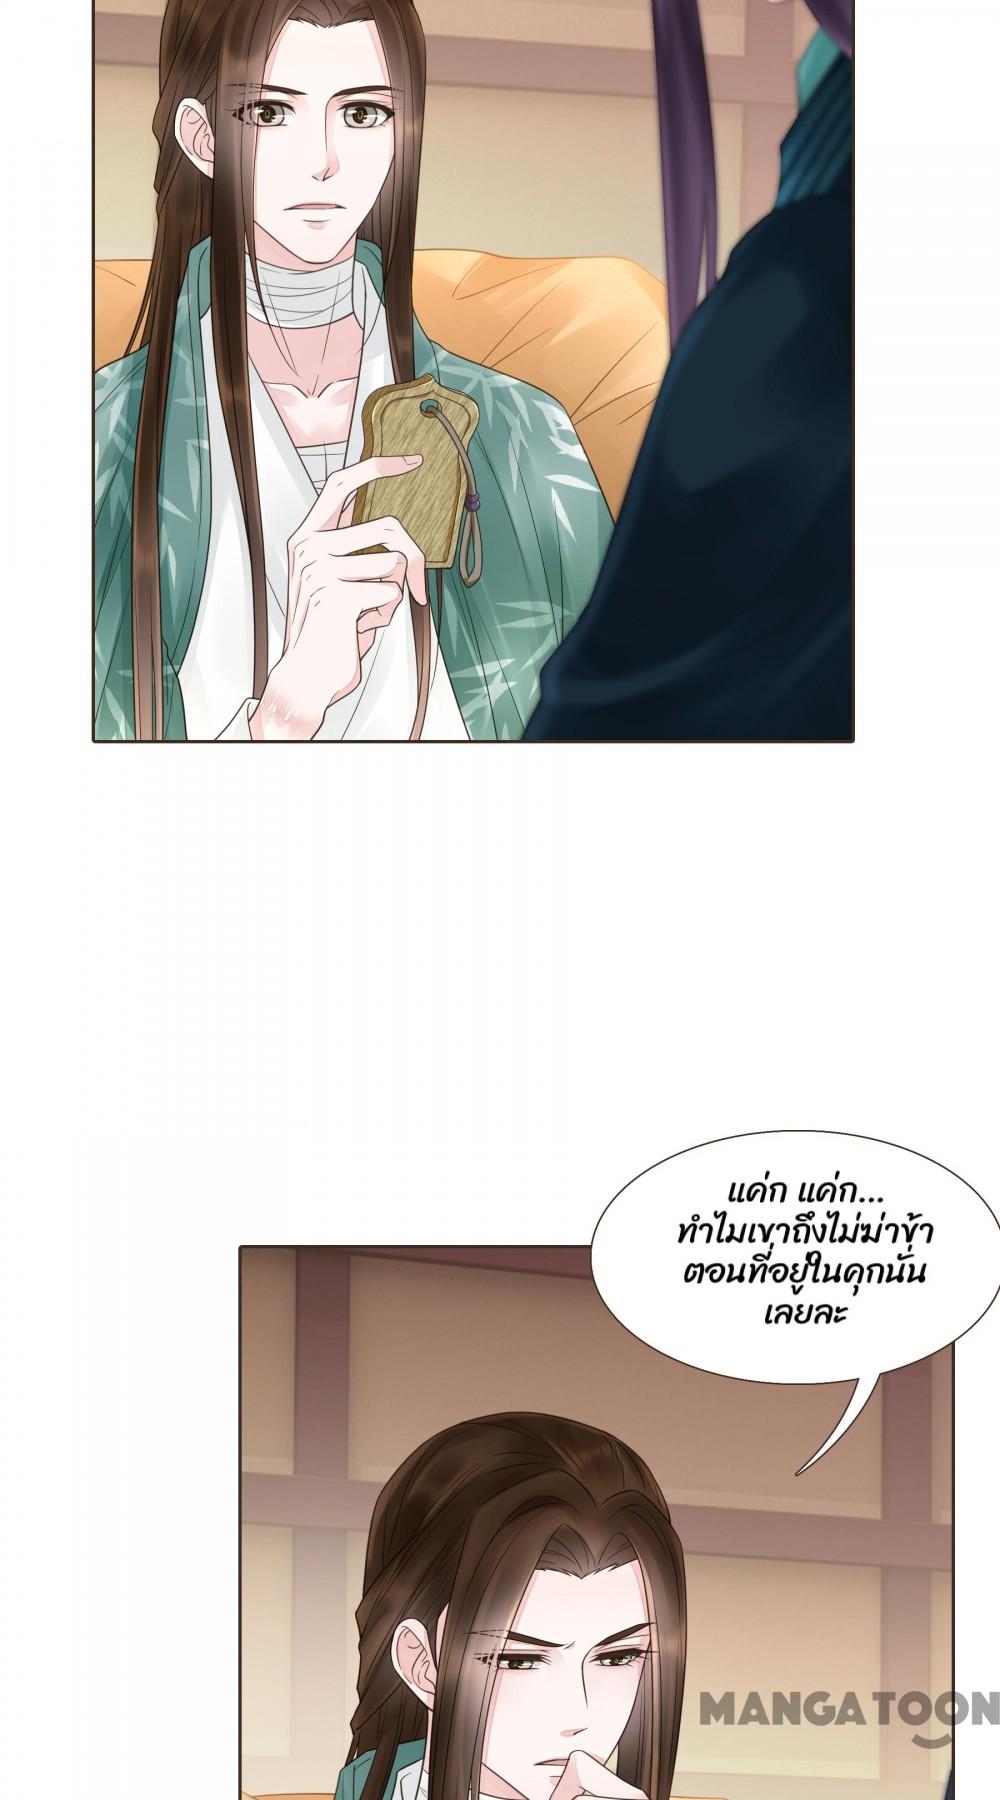 แค่ก แค่ก...
ทำไมเขาถึงไม่ฆ่าข้า
ตอนที่อยู่ในคุกนั่น
เลยละ
MANGATOON